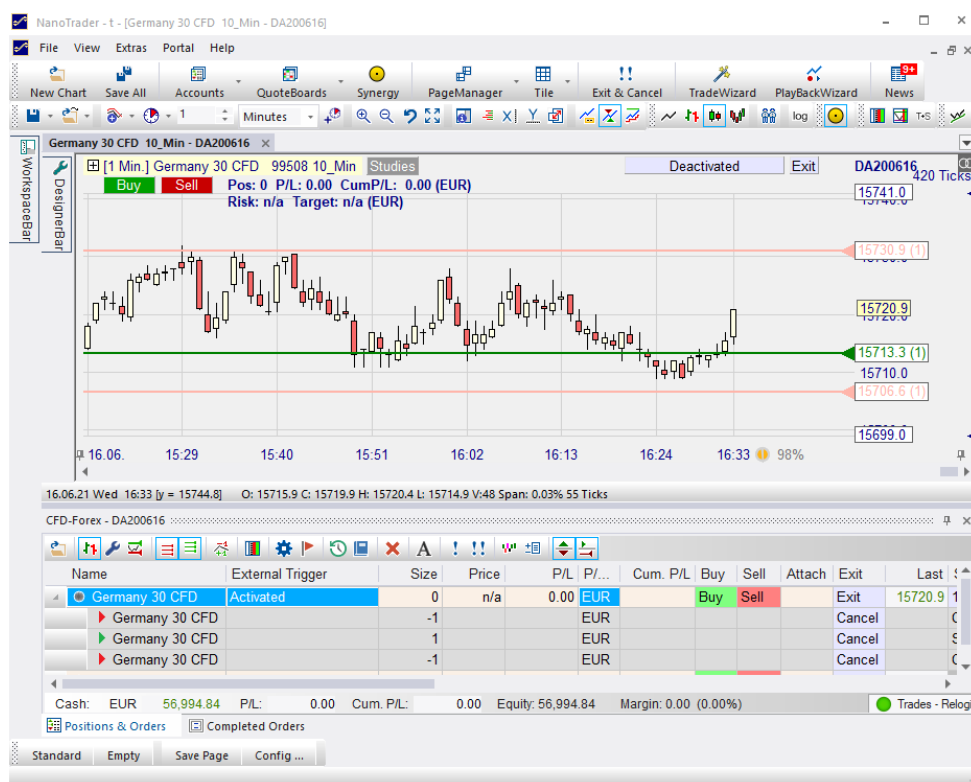 NanoTrader - t - [Germany 30 CFD 10_Min - DA200616]
File View Extras Portal Help
New Chart Save All Accounts QuoteBoards Synergy PageManager Tile Exit & Cancel TradeWizard PlayBackWizard 9+ News
1 Minutes log T•S
Germany 30 CFD 10_Min - DA200616
WorkspaceBar
DesignerBar
[1 Min.] Germany 30 CFD 99508 10_Min Studies Deactivated Exit DA200616
420 Ticks
Buy Sell Pos: 0 P/L: 0.00 CumP/L: 0.00 (EUR)
Risk: n/a Target: n/a (EUR)
15741.0
15730.9 (1)
15720.9
15713.3 (1)
15710.0
15706.6 (1)
15699.0
16.06. 15:29 15:40 15:51 16:02 16:13 16:24 16:33 98%
16.06.21 Wed 16:33 [y = 15744.8] O: 15715.9 C: 15719.9 H: 15720.4 L: 15714.9 V:48 Span: 0.03% 55 Ticks
CFD-Forex - DA200616
Name External Trigger Size Price P/L P/... Cum. P/L Buy Sell Attach Exit Last
Germany 30 CFD Activated 0 n/a 0.00 EUR Buy Sell Exit 15720.9 1
Germany 30 CFD -1 EUR Cancel
Germany 30 CFD 1 EUR Cancel
Germany 30 CFD -1 EUR Cancel
Cash: EUR 56,994.84 P/L: 0.00 Cum. P/L: 0.00 Equity: 56,994.84 Margin: 0.00 (0.00%) Trades - Relogi
Positions & Orders Completed Orders
Standard Empty Save Page Config ...